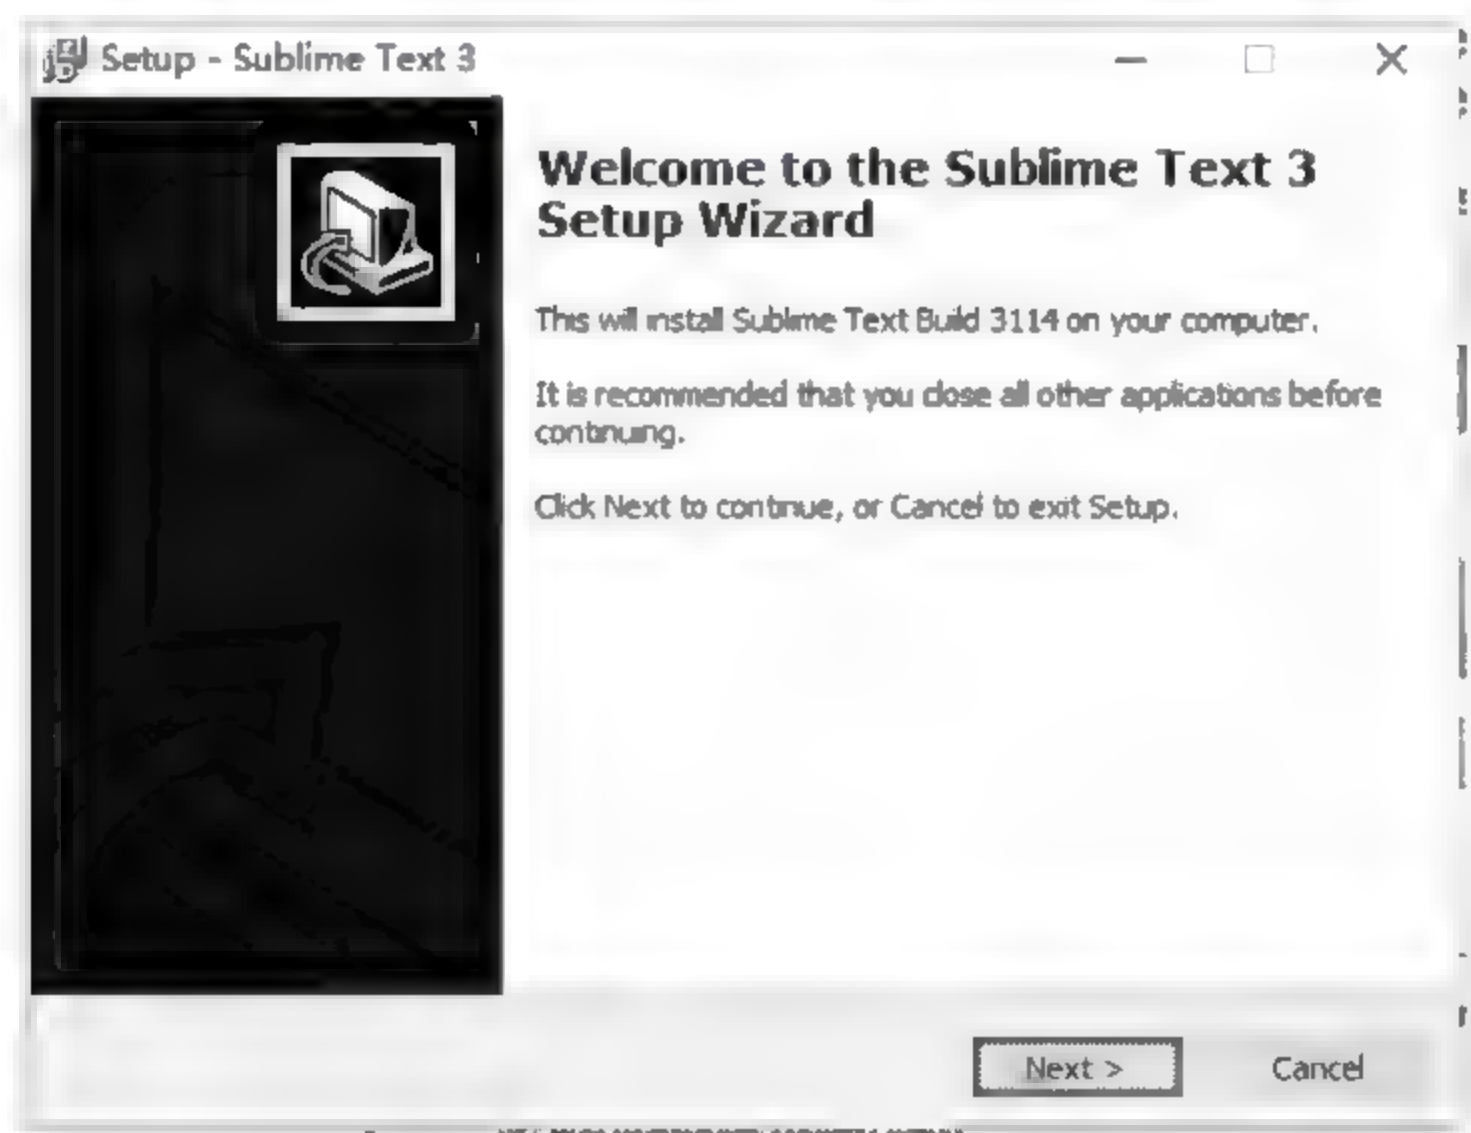 Setup - Sublime Text 3
Welcome to the Sublime Text 3
Setup Wizard
This will install Sublime Text Build 3114 on your computer.
It is recommended that you close all other applications before
continuing.
Click Next to continue, or Cancel to exit Setup.
Next >
Cancel